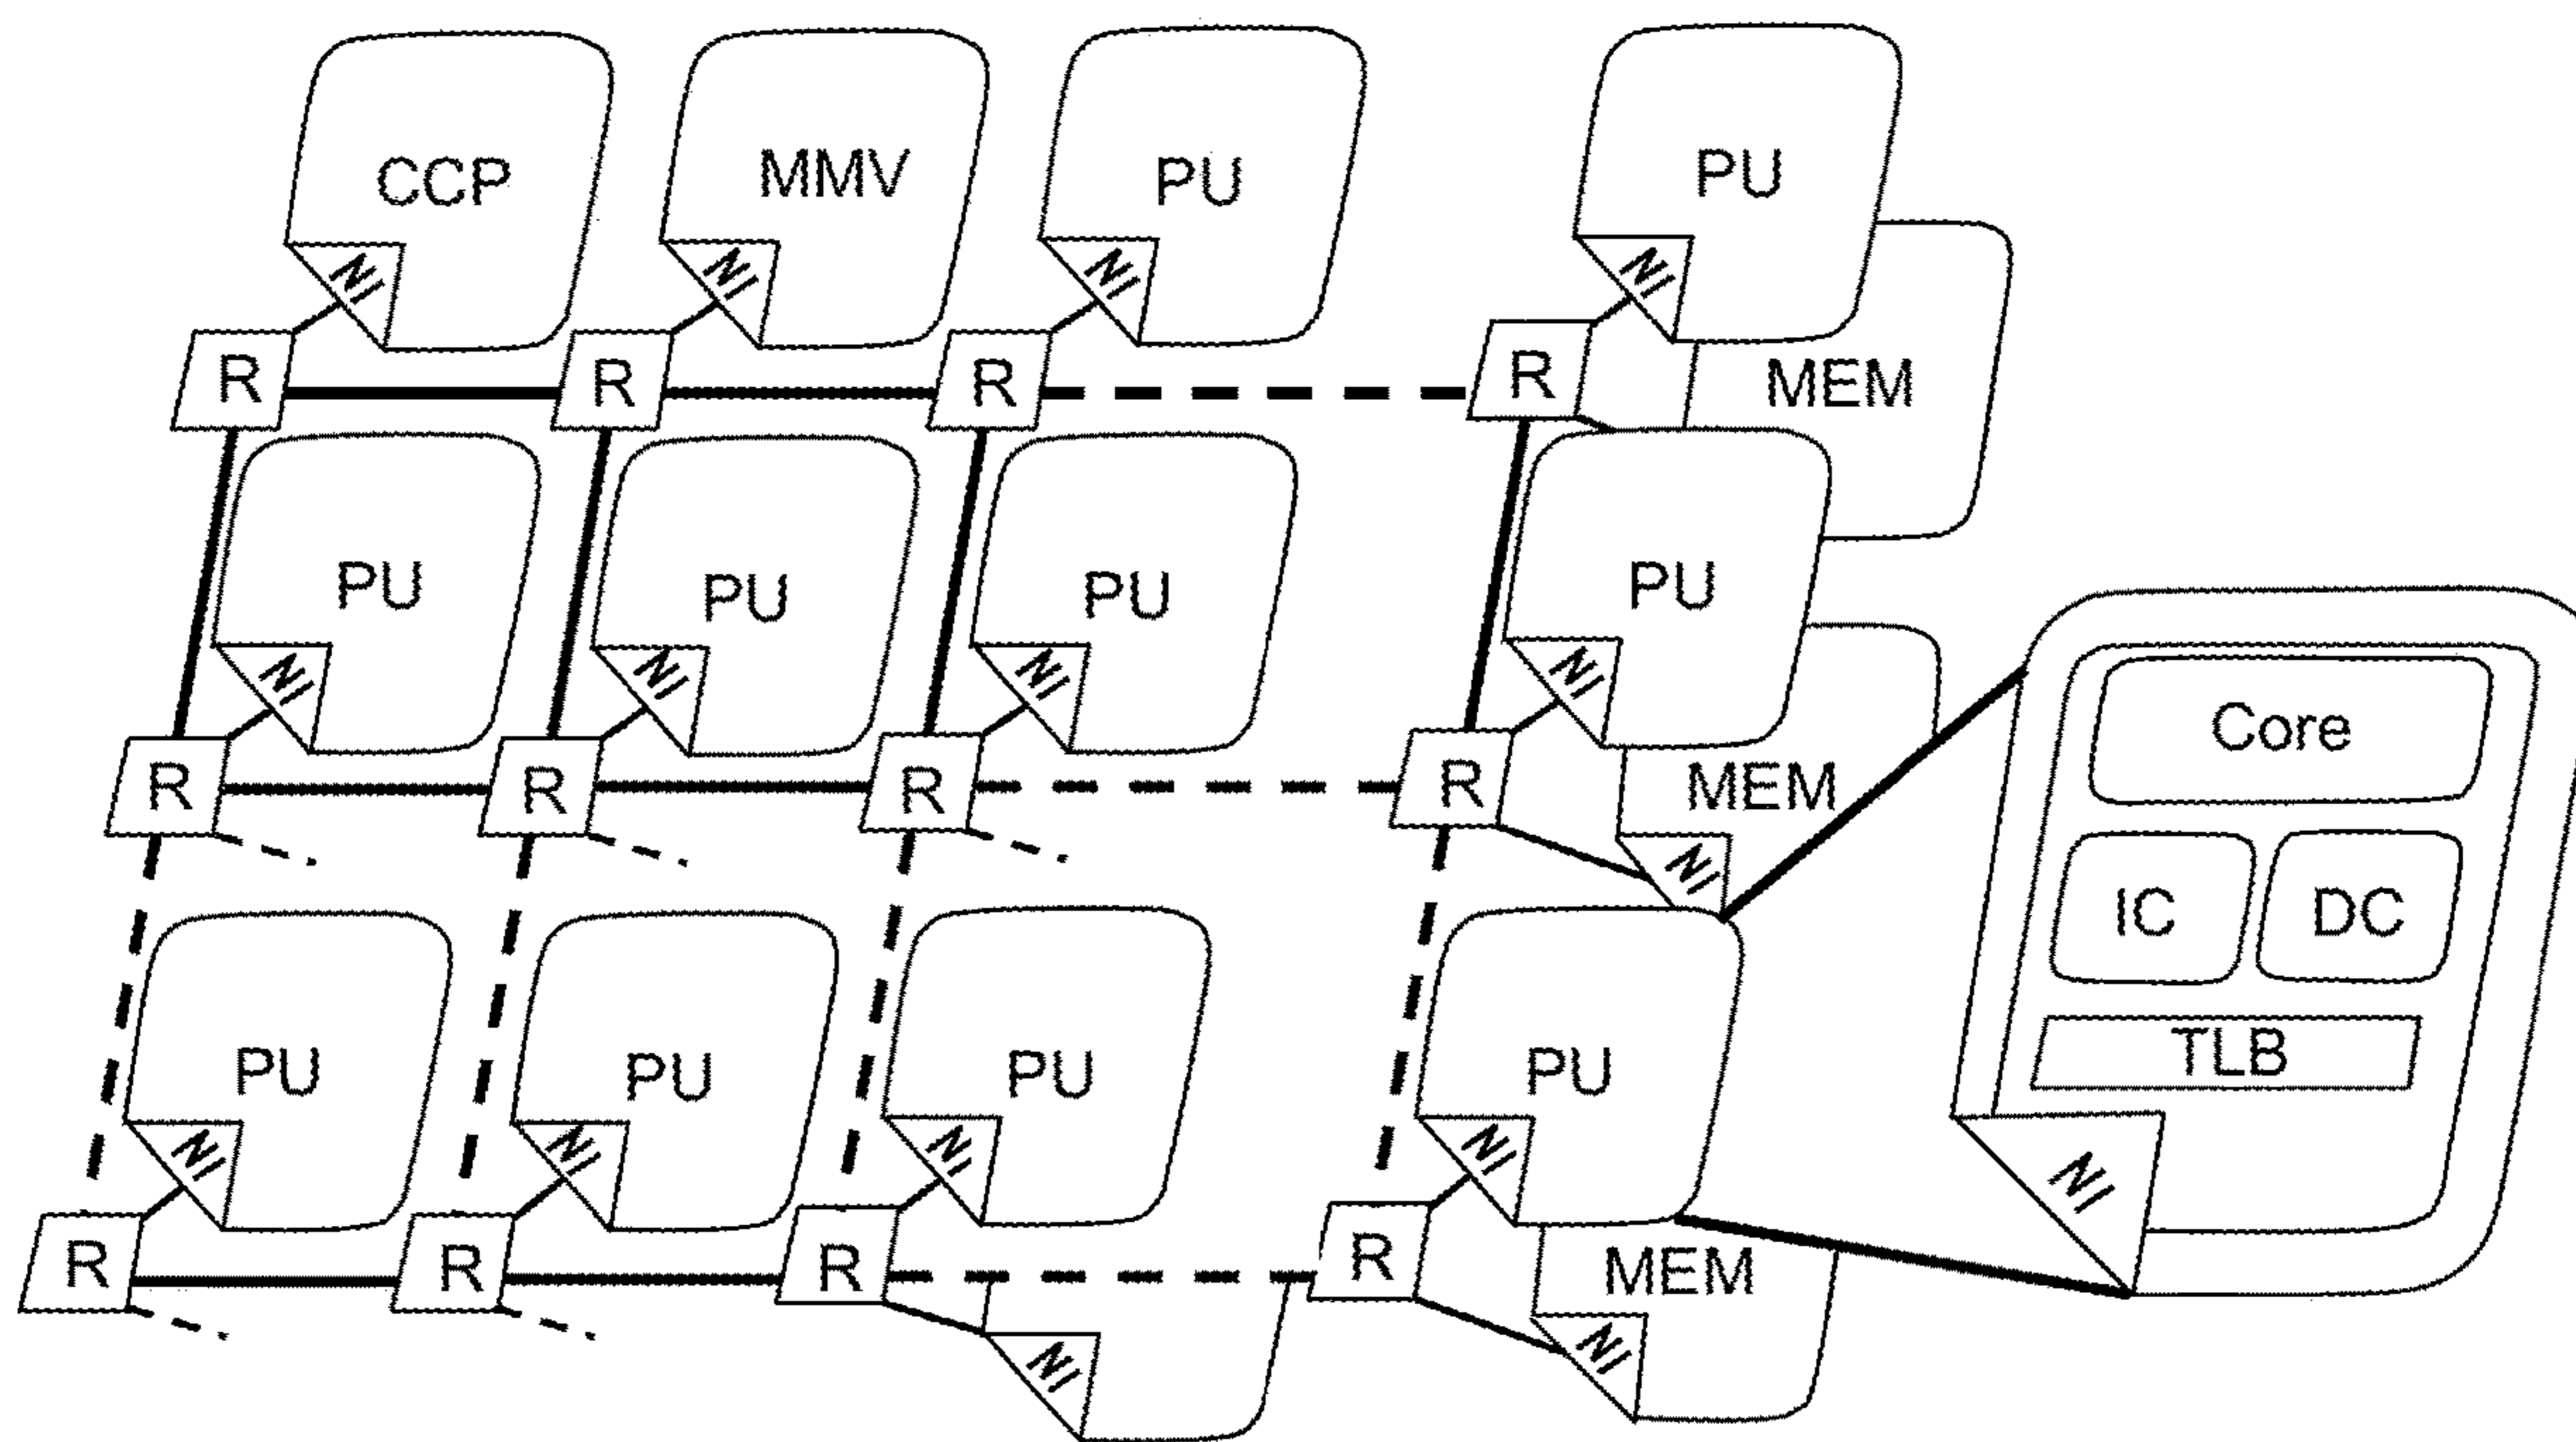 CCP MMV PU PU
NI NI NI NI
R R R R MEM
PU PU PU PU
NI NI NI NI
Core
R R R R MEM
NI
IC DC
PU PU PU PU
TLB
NI NI NI NI
NI
R R R R MEM
NI NI